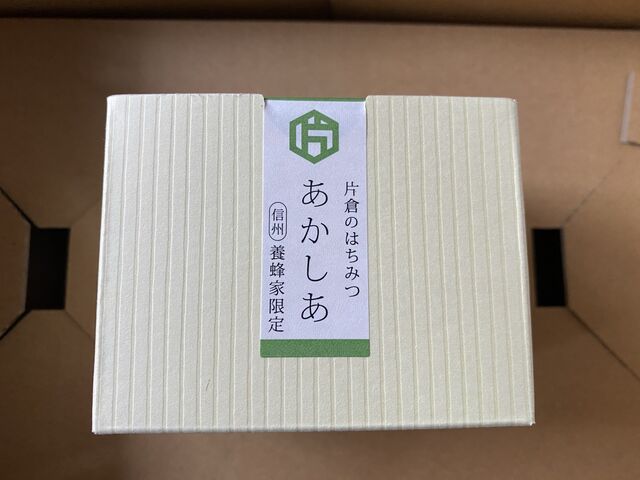 片倉のはちみつ
あかしあ
信州 養蜂家限定